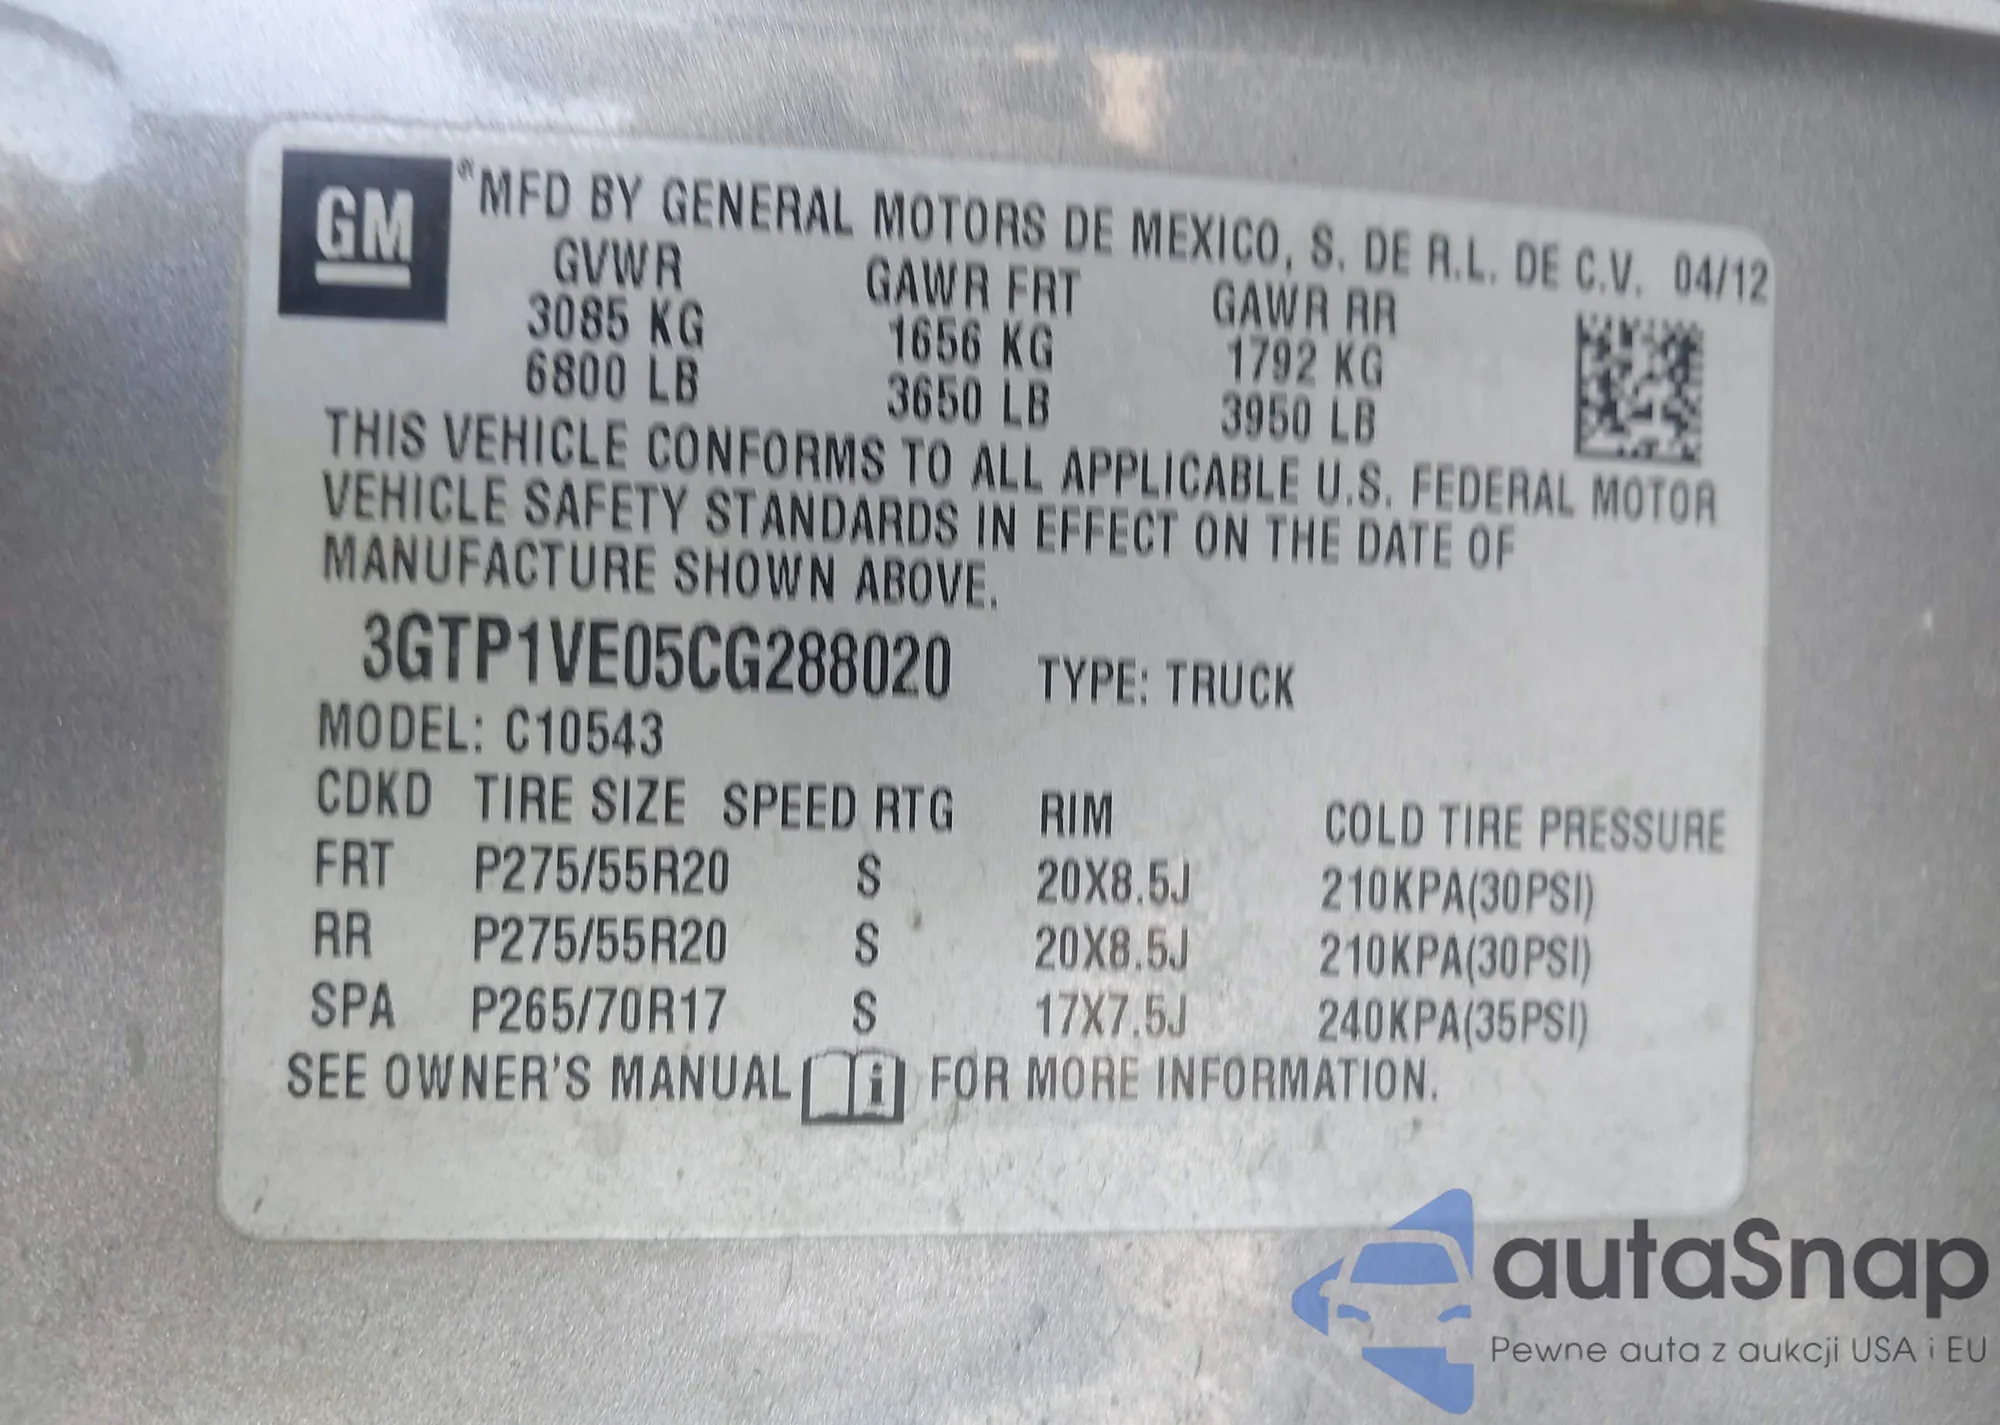 GM ® MFD BY GENERAL MOTORS DE MEXICO, S. DE R.L. DE C.V. 04/12
GVWR GAWR FRT GAWR RR
3085 KG 1656 KG 1792 KG
6800 LB 3650 LB 3950 LB
THIS VEHICLE CONFORMS TO ALL APPLICABLE U.S. FEDERAL MOTOR
VEHICLE SAFETY STANDARDS IN EFFECT ON THE DATE OF
MANUFACTURE SHOWN ABOVE.
3GTP1VE05CG288020 TYPE: TRUCK
MODEL: C10543
CDKD TIRE SIZE SPEED RTG RIM COLD TIRE PRESSURE
FRT P275/55R20 S 20X8.5J 210KPA(30PSI)
RR P275/55R20 S 20X8.5J 210KPA(30PSI)
SPA P265/70R17 S 17X7.5J 240KPA(35PSI)
SEE OWNER'S MANUAL i FOR MORE INFORMATION.
autaSnap
Pewne auta z aukcji USA i EU